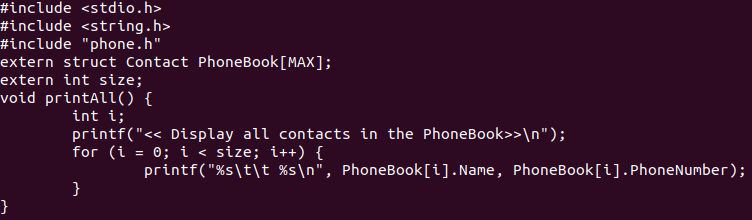 #include <stdio.h>
#include <string.h>
#include "phone.h"
extern struct Contact PhoneBook[MAX];
extern int size;
void printAll() {
        int i;
        printf("<< Display all contacts in the PhoneBook>>\n");
        for (i = 0; i < size; i++) {
                printf("%s\t\t %s\n", PhoneBook[i].Name, PhoneBook[i].PhoneNumber);
        }
}